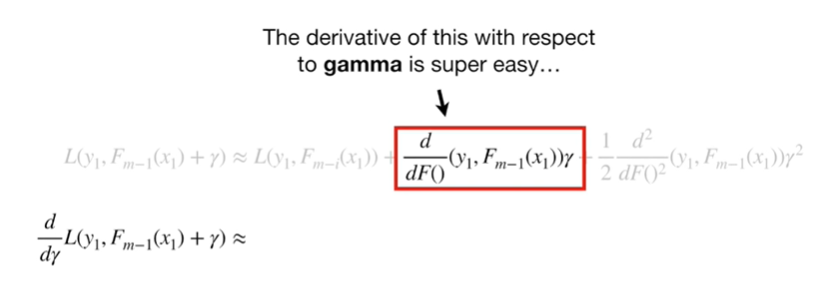 The derivative of this with respect
to gamma is super easy…
L(y₁, Fₘ₋₁(x₁) + γ) ≈ L(y₁, Fₘ₋ᵢ(x₁)) + d/dF() (y₁, Fₘ₋₁(x₁))γ + 1/2 d²/dF()² (y₁, Fₘ₋₁(x₁))γ²
d/dγ L(y₁, Fₘ₋₁(x₁) + γ) ≈